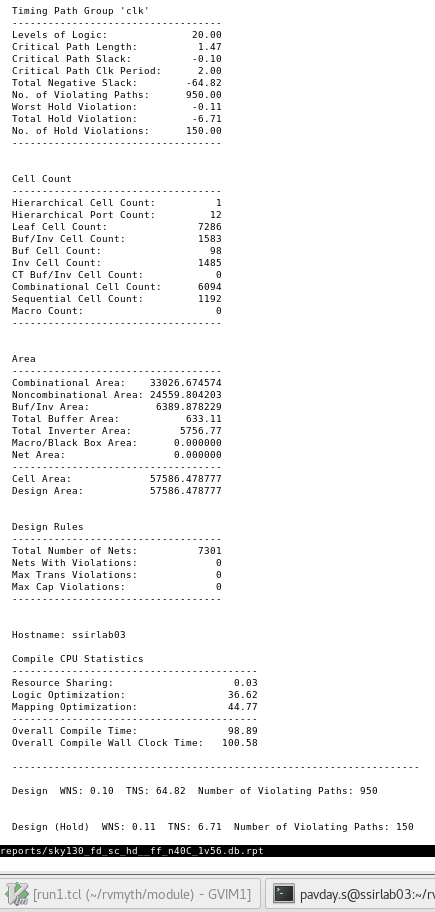 Timing Path Group 'clk'
-----------------------------------
Levels of Logic:             20.00
Critical Path Length:         1.47
Critical Path Slack:         -0.10
Critical Path Clk Period:     2.00
Total Negative Slack:       -64.82
No. of Violating Paths:     950.00
Worst Hold Violation:        -0.11
Total Hold Violation:        -6.71
No. of Hold Violations:     150.00
-----------------------------------
Cell Count
-----------------------------------
Hierarchical Cell Count:          1
Hierarchical Port Count:         12
Leaf Cell Count:               7286
Buf/Inv Cell Count:            1583
Buf Cell Count:                  98
Inv Cell Count:                1485
CT Buf/Inv Cell Count:            0
Combinational Cell Count:      6094
Sequential Cell Count:         1192
Macro Count:                      0
-----------------------------------
Area
-----------------------------------
Combinational Area:    33026.674574
Noncombinational Area: 24559.804203
Buf/Inv Area:           6389.878229
Total Buffer Area:           633.11
Total Inverter Area:        5756.77
Macro/Black Box Area:      0.000000
Net Area:                  0.000000
-----------------------------------
Cell Area:             57586.478777
Design Area:           57586.478777
Design Rules
-----------------------------------
Total Number of Nets:          7301
Nets With Violations:             0
Max Trans Violations:             0
Max Cap Violations:               0
-----------------------------------
Hostname: ssirlab03
Compile CPU Statistics
-----------------------------------------
Resource Sharing:                    0.03
Logic Optimization:                 36.62
Mapping Optimization:               44.77
-----------------------------------------
Overall Compile Time:               98.89
Overall Compile Wall Clock Time:   100.58
--------------------------------------------------------------------
Design  WNS: 0.10  TNS: 64.82  Number of Violating Paths: 950
Design (Hold)  WNS: 0.11  TNS: 6.71  Number of Violating Paths: 150
reports/sky130_fd_sc_hd__ff_n40C_1v56.db.rpt
[run1.tcl (~/rvmyth/module) - GVIM1]
pavday.s@ssirlab03:~/rv